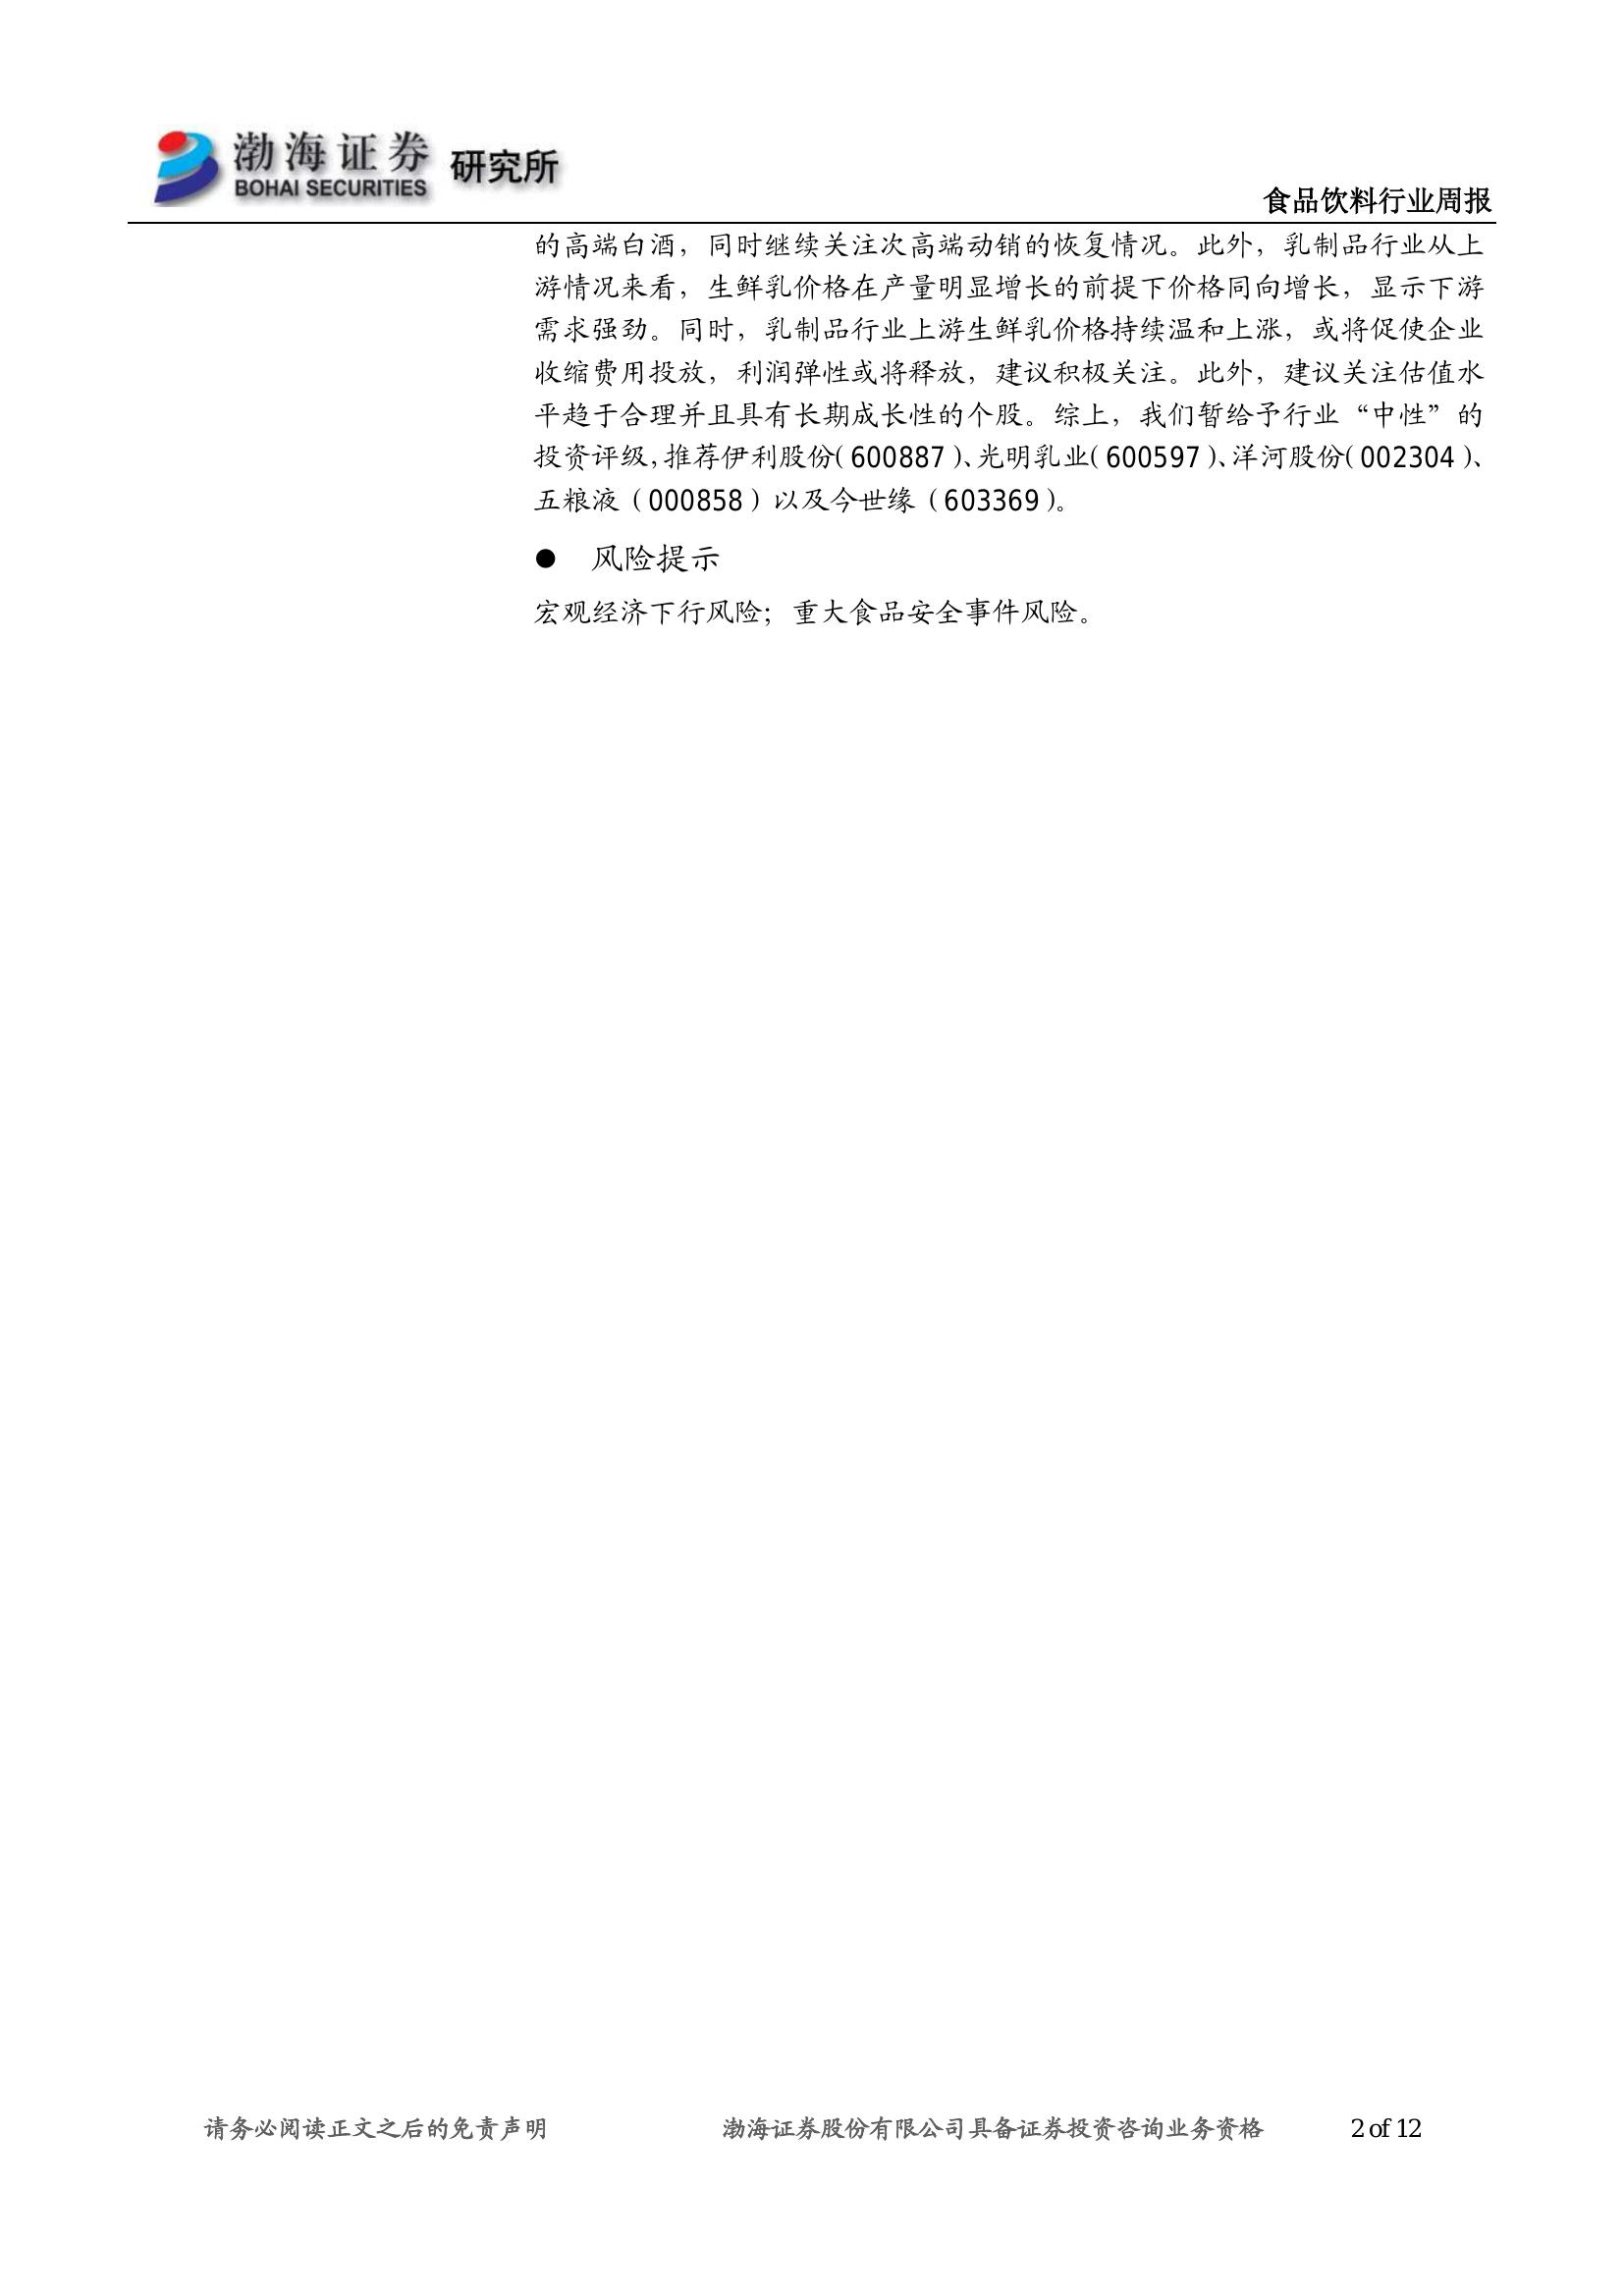 渤海证券 研究所
BOHAI SECURITIES
食品饮料行业周报
的高端白酒，同时继续关注次高端动销的恢复情况。此外，乳制品行业从上
游情况来看，生鲜乳价格在产量明显增长的前提下价格同向增长，显示下游
需求强劲。同时，乳制品行业上游生鲜乳价格持续温和上涨，或将促使企业
收缩费用投放，利润弹性或将释放，建议积极关注。此外，建议关注估值水
平趋于合理并且具有长期成长性的个股。综上，我们暂给予行业“中性”的
投资评级，推荐伊利股份（600887）、光明乳业（600597）、洋河股份（002304）、
五粮液（000858）以及今世缘（603369）。
● 风险提示
宏观经济下行风险；重大食品安全事件风险。
请务必阅读正文之后的免责声明 渤海证券股份有限公司具备证券投资咨询业务资格 2 of 12